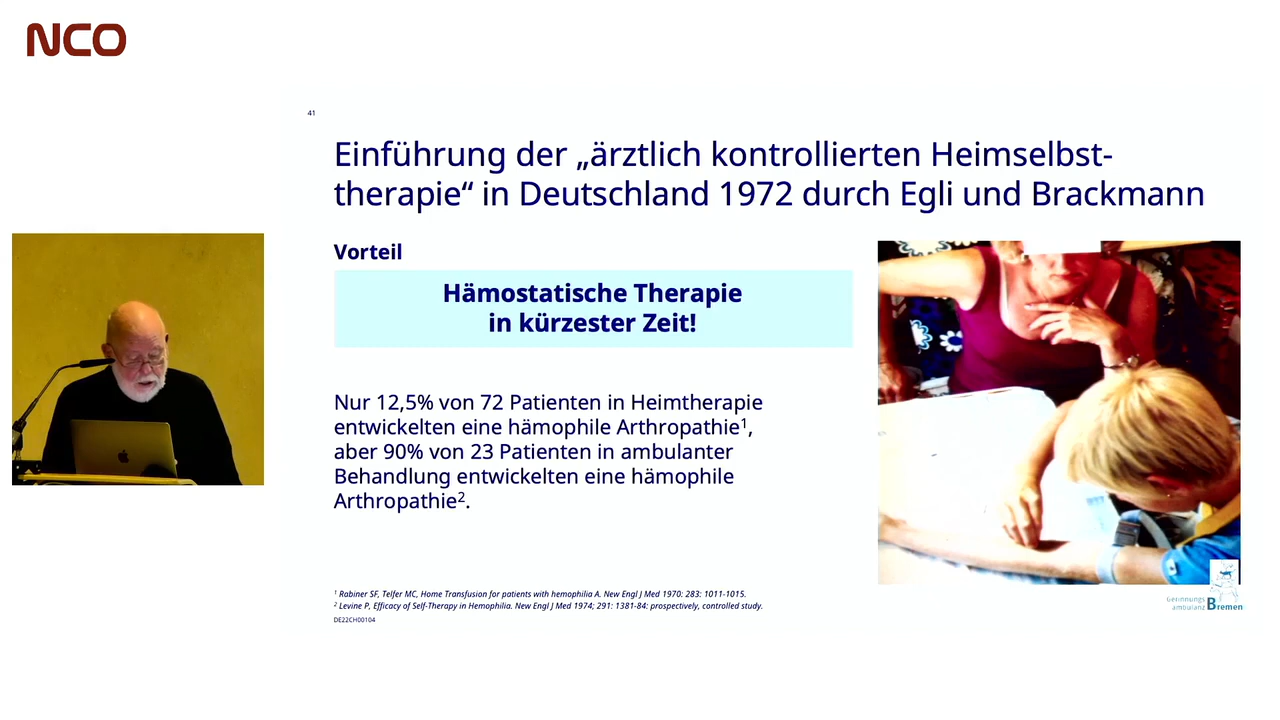 NCO
41
Einführung der „ärztlich kontrollierten Heimselbst-
therapie“ in Deutschland 1972 durch Egli und Brackmann
Vorteil
Hämostatische Therapie
in kürzester Zeit!
Nur 12,5% von 72 Patienten in Heimtherapie
entwickelten eine hämophile Arthropathie¹,
aber 90% von 23 Patienten in ambulanter
Behandlung entwickelten eine hämophile
Arthropathie².
¹ Rabiner SF, Telfer MC, Home Transfusion for patients with hemophilia A. New Engl J Med 1970: 283: 1011-1015.
² Levine P, Efficacy of Self-Therapy in Hemophilia. New Engl J Med 1974; 291: 1381-84: prospectively, controlled study.
DE22CH00104
Gerinnungs
ambulanz Bremen